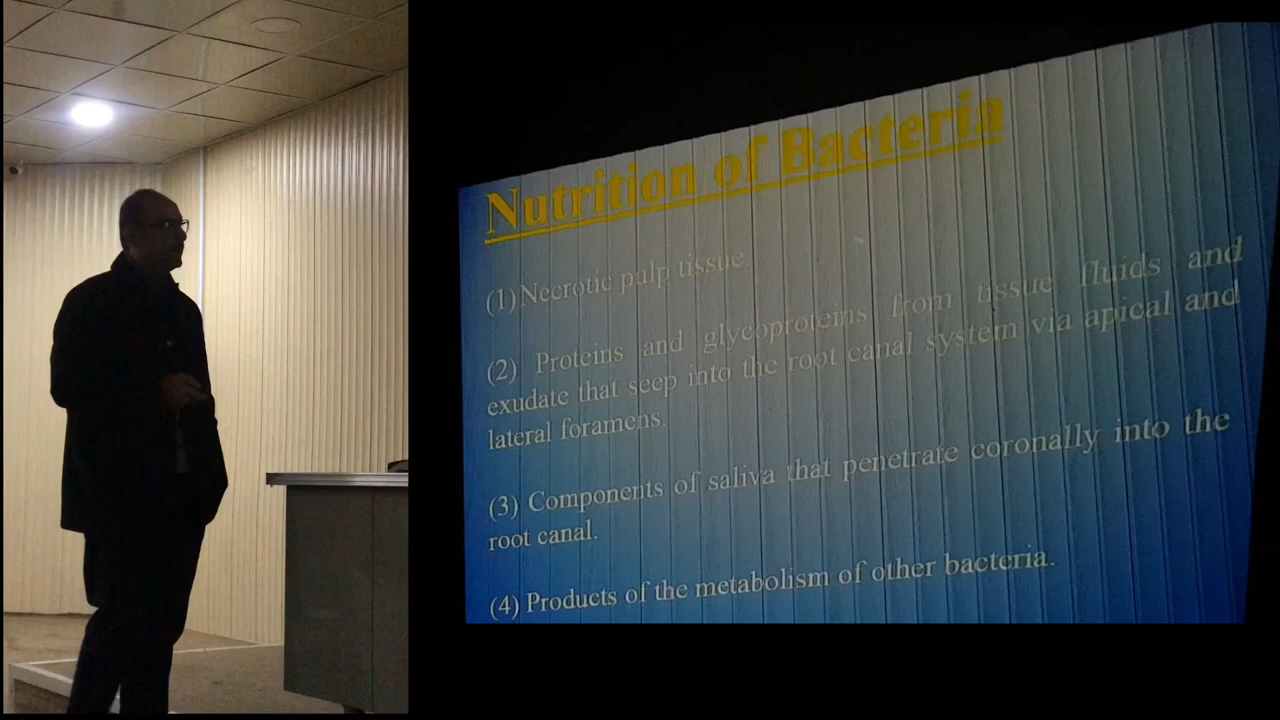 Nutrition of Bacteria
(1) Necrotic pulp tissue.
(2) Proteins and glycoproteins from tissue fluids and
exudate that seep into the root canal system via apical and
lateral foramens.
(3) Components of saliva that penetrate coronally into the
root canal.
(4) Products of the metabolism of other bacteria.